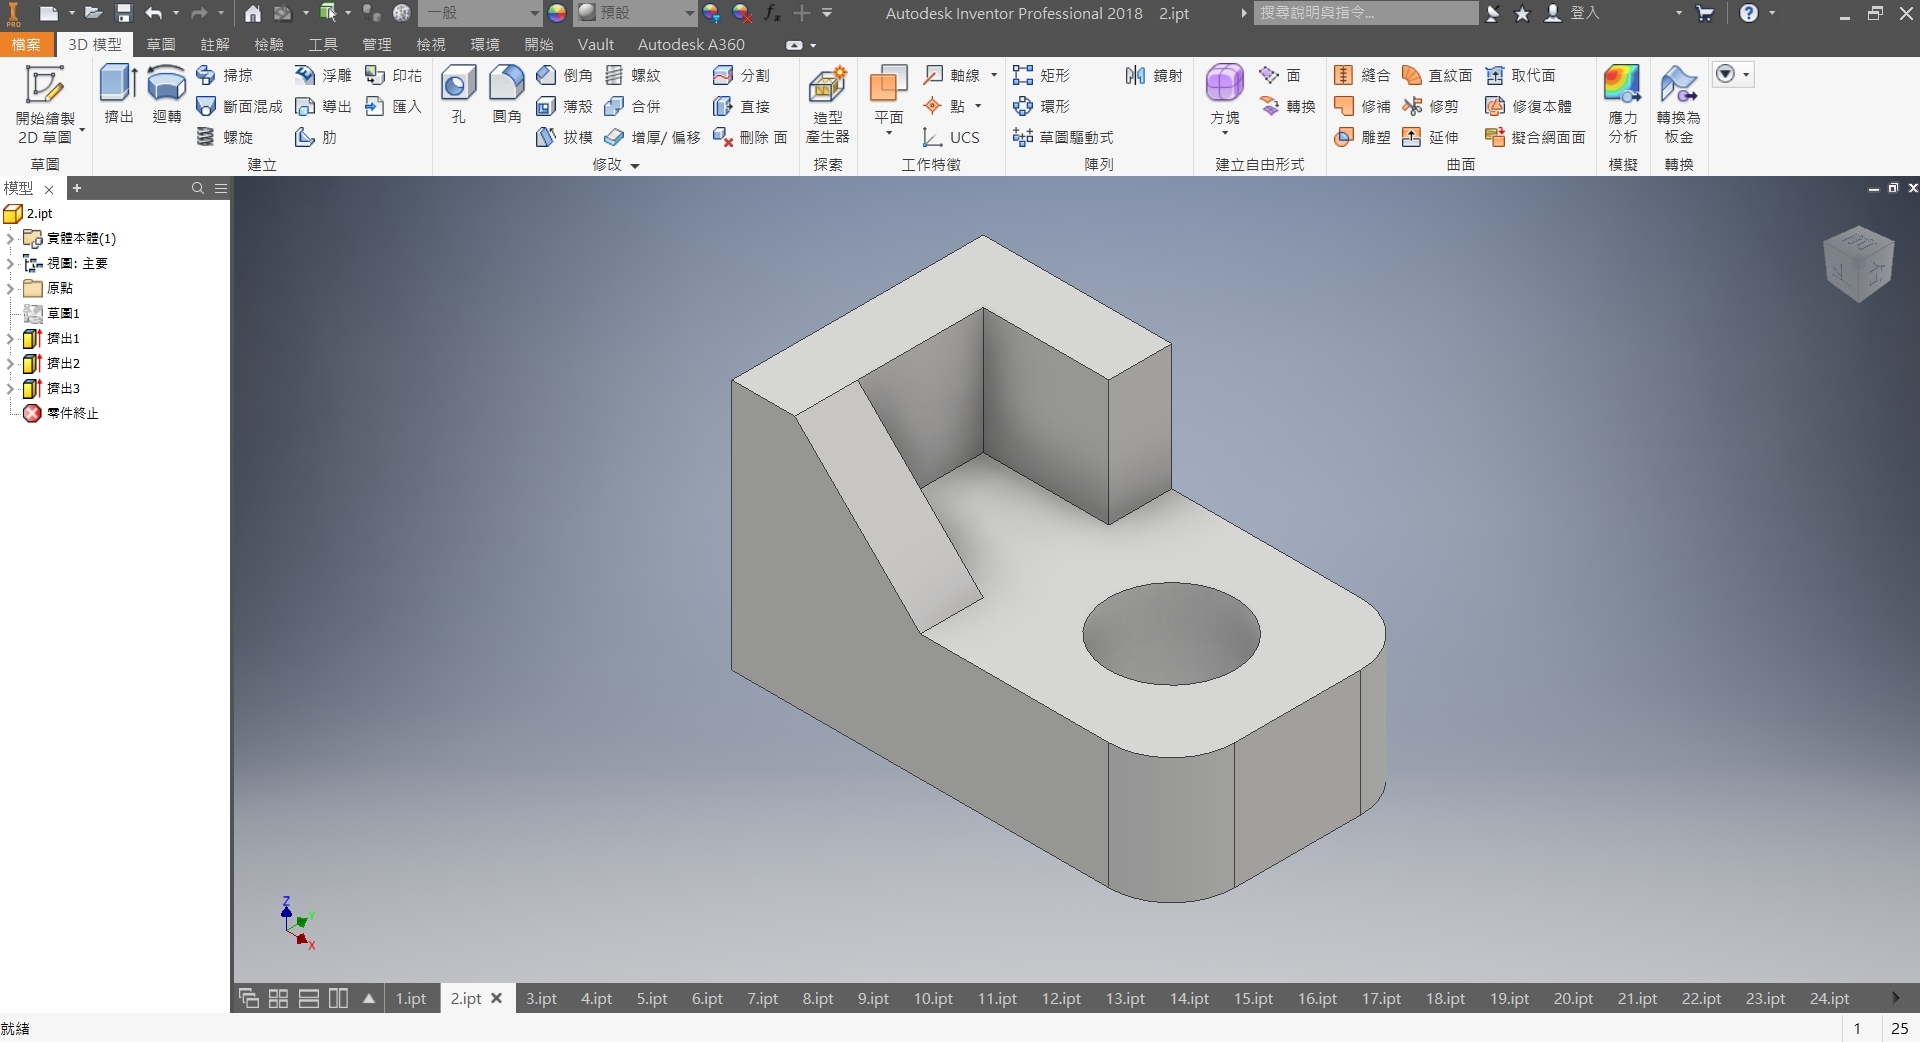 PRO 一般 預設 fx Autodesk Inventor Professional 2018 2.ipt 搜尋說明與指令... 登入 ?
檔案 3D 模型 草圖 註解 檢驗 工具 管理 檢視 環境 開始 Vault Autodesk A360
開始繪製
2D 草圖
草圖
擠出 迴轉 掃掠 浮雕 印花
斷面混成 導出 匯入
螺旋 肋
建立
孔 圓角 倒角 螺紋 分割
薄殼 合併 直接
拔模 增厚/ 偏移 刪除 面
修改
造型
產生器
探索
平面 軸線
點
UCS
工作特徵
矩形 鏡射
環形
草圖驅動式
陣列
方塊 面
轉換
建立自由形式
縫合 直紋面 取代面
修補 修剪 修復本體
雕塑 延伸 擬合網面面
曲面
應力
分析
模擬
轉換為
板金
轉換
模型
2.ipt
實體本體(1)
視圖: 主要
原點
草圖1
擠出1
擠出2
擠出3
零件終止
Z
Y
X
1.ipt 2.ipt 3.ipt 4.ipt 5.ipt 6.ipt 7.ipt 8.ipt 9.ipt 10.ipt 11.ipt 12.ipt 13.ipt 14.ipt 15.ipt 16.ipt 17.ipt 18.ipt 19.ipt 20.ipt 21.ipt 22.ipt 23.ipt 24.ipt
就緒 1 25